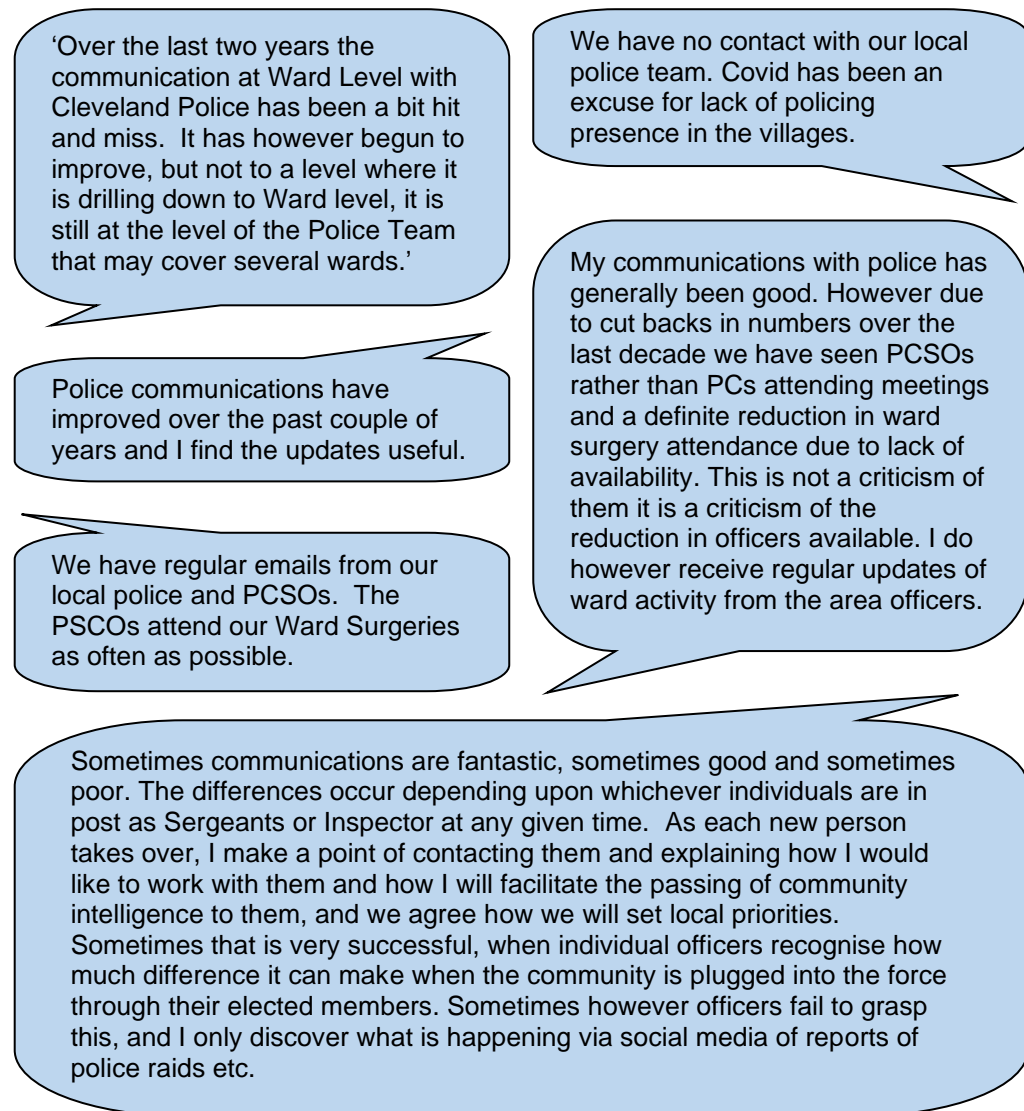 ‘Over the last two years the
communication at Ward Level with
Cleveland Police has been a bit hit
and miss.  It has however begun to
improve, but not to a level where it
is drilling down to Ward level, it is
still at the level of the Police Team
that may cover several wards.’
We have no contact with our local
police team. Covid has been an
excuse for lack of policing
presence in the villages.
Police communications have
improved over the past couple of
years and I find the updates useful.
My communications with police has
generally been good. However due
to cut backs in numbers over the
last decade we have seen PCSOs
rather than PCs attending meetings
and a definite reduction in ward
surgery attendance due to lack of
availability. This is not a criticism of
them it is a criticism of the
reduction in officers available. I do
however receive regular updates of
ward activity from the area officers.
We have regular emails from our
local police and PCSOs.  The
PSCOs attend our Ward Surgeries
as often as possible.
Sometimes communications are fantastic, sometimes good and sometimes
poor. The differences occur depending upon whichever individuals are in
post as Sergeants or Inspector at any given time.  As each new person
takes over, I make a point of contacting them and explaining how I would
like to work with them and how I will facilitate the passing of community
intelligence to them, and we agree how we will set local priorities.
Sometimes that is very successful, when individual officers recognise how
much difference it can make when the community is plugged into the force
through their elected members. Sometimes however officers fail to grasp
this, and I only discover what is happening via social media of reports of
police raids etc.